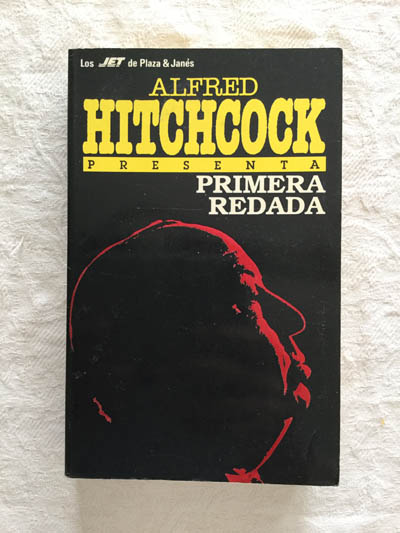 Los JET de Plaza & Janés
ALFRED
HITCHCOCK
PRESENTA
PRIMERA
REDADA